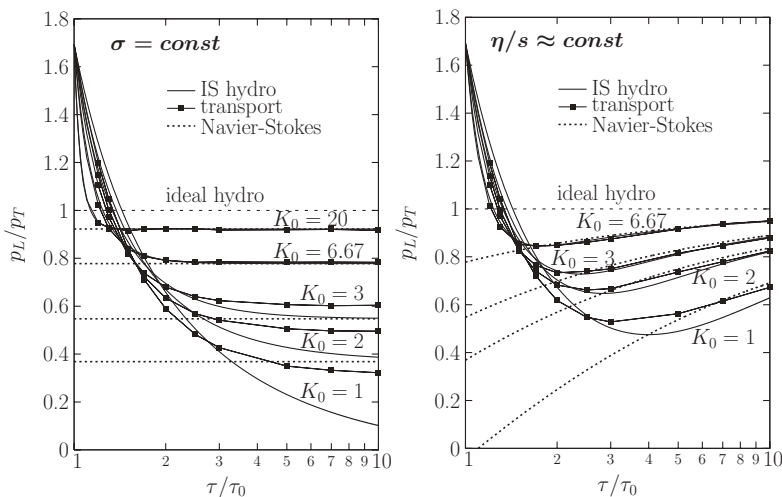 σ = const
1.8
1.6
1.4
1.2
1
0.8
0.6
0.4
0.2
0
p_L/p_T
IS hydro
transport
Navier-Stokes
ideal hydro
K₀ = 20
K₀ = 6.67
K₀ = 3
K₀ = 2
K₀ = 1
1 2 3 4 5 6 7 8 9 10
τ/τ₀
η/s ≈ const
1.8
1.6
1.4
1.2
1
0.8
0.6
0.4
0.2
0
p_L/p_T
IS hydro
transport
Navier-Stokes
ideal hydro
K₀ = 6.67
K₀ = 3
K₀ = 2
K₀ = 1
1 2 3 4 5 6 7 8 9 10
τ/τ₀